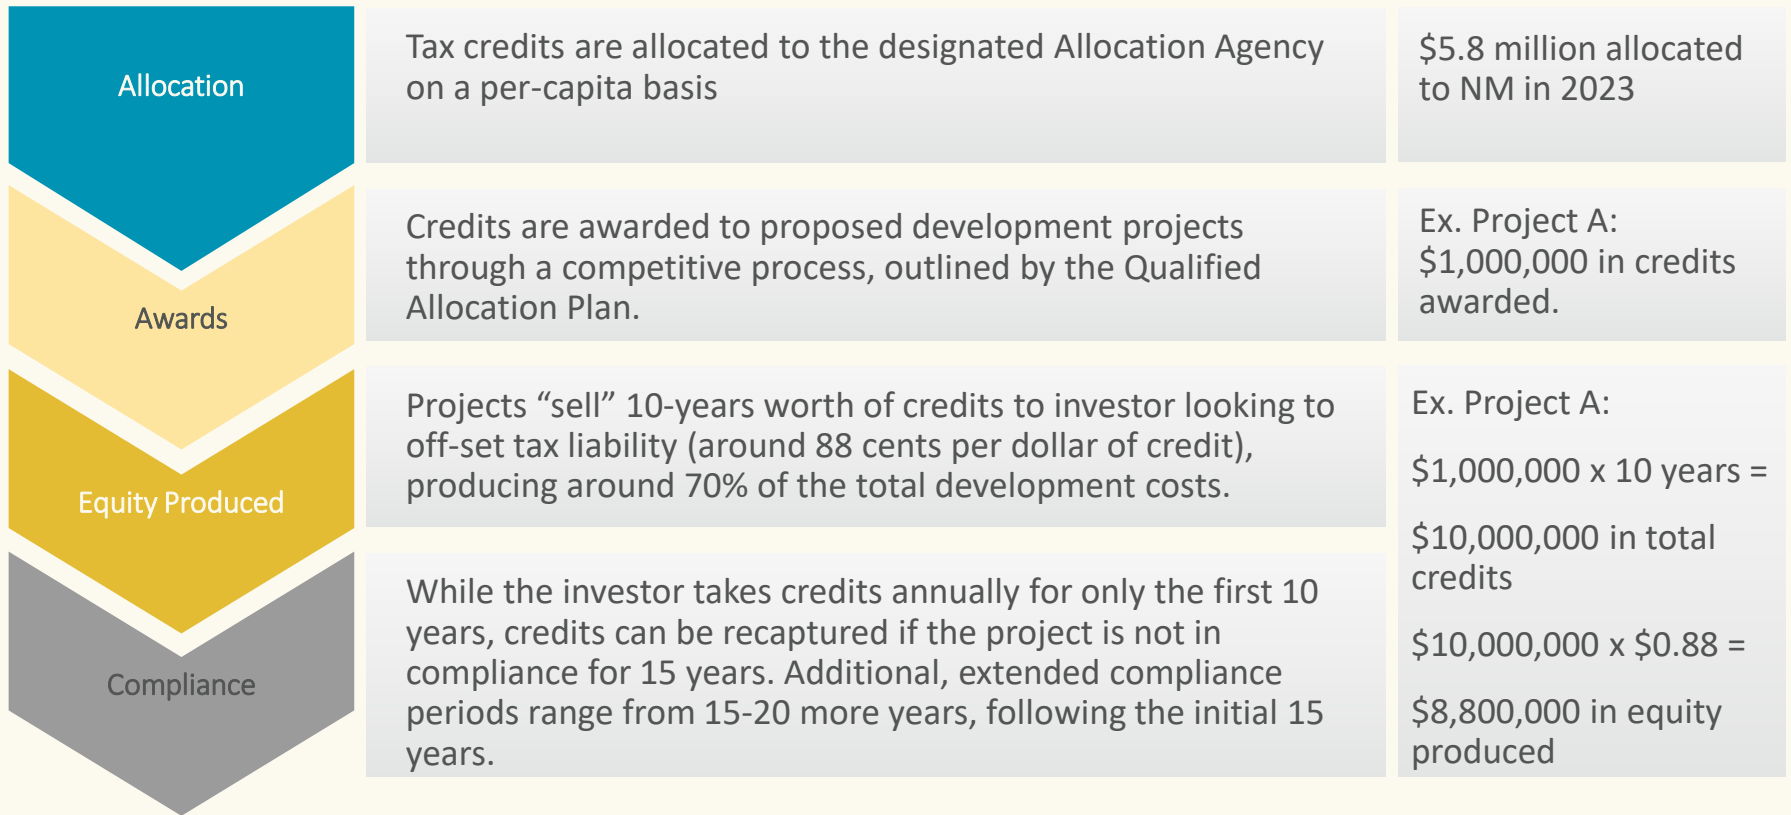 Allocation
Tax credits are allocated to the designated Allocation Agency
on a per-capita basis
$5.8 million allocated
to NM in 2023
Awards
Credits are awarded to proposed development projects
through a competitive process, outlined by the Qualified
Allocation Plan.
Ex. Project A:
$1,000,000 in credits
awarded.
Equity Produced
Projects “sell” 10-years worth of credits to investor looking to
off-set tax liability (around 88 cents per dollar of credit),
producing around 70% of the total development costs.
Ex. Project A:
$1,000,000 x 10 years =
$10,000,000 in total
credits
$10,000,000 x $0.88 =
$8,800,000 in equity
produced
Compliance
While the investor takes credits annually for only the first 10
years, credits can be recaptured if the project is not in
compliance for 15 years. Additional, extended compliance
periods range from 15-20 more years, following the initial 15
years.